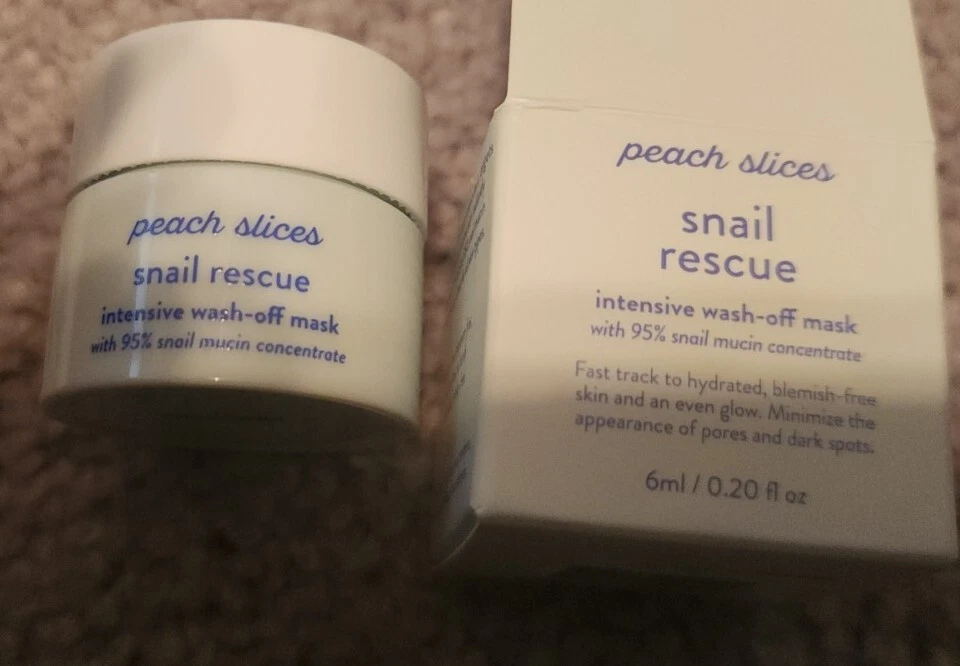 peach slices
snail rescue
intensive wash-off mask
with 95% snail mucin concentrate
peach slices
snail
rescue
intensive wash-off mask
with 95% snail mucin concentrate
Fast track to hydrated, blemish-free
skin and an even glow. Minimize the
appearance of pores and dark spots.
6ml / 0.20 fl oz